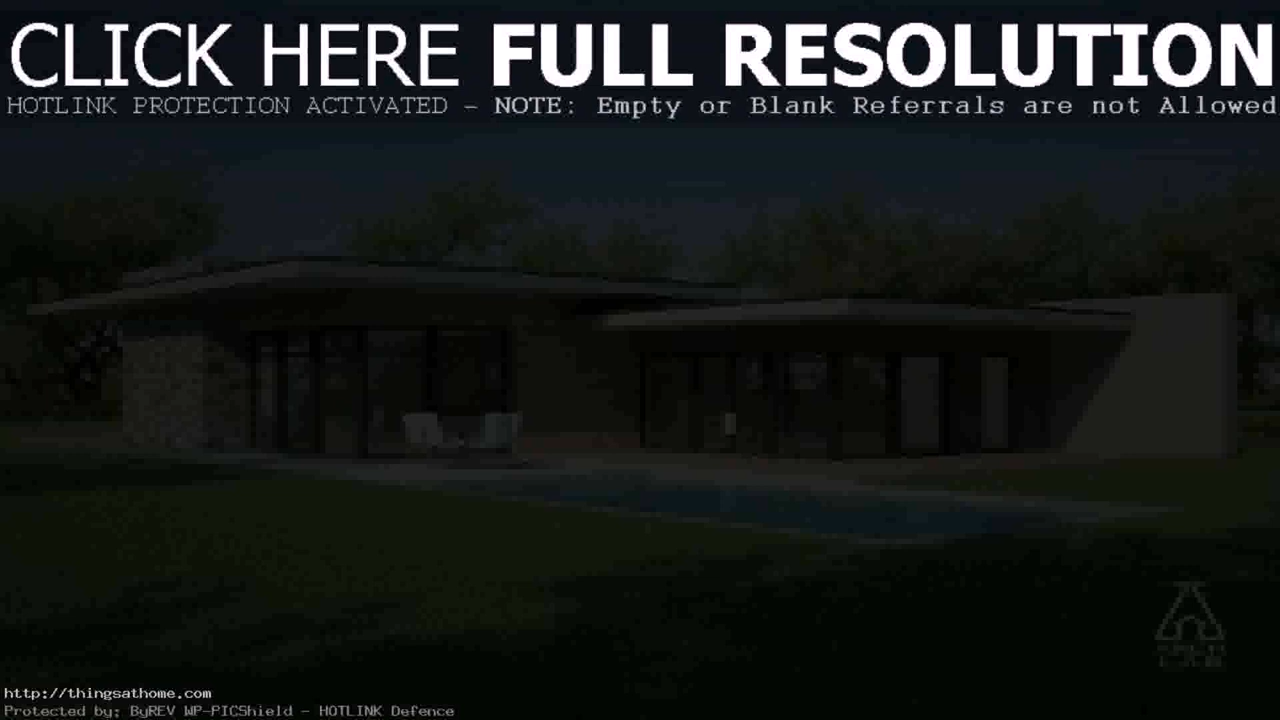 CLICK HERE FULL RESOLUTION
HOTLINK PROTECTION ACTIVATED - NOTE: Empty or Blank Referrals are not Allowed
http://thingsathome.com
Protected by: ByREV WP-PICShield - HOTLINK Defence